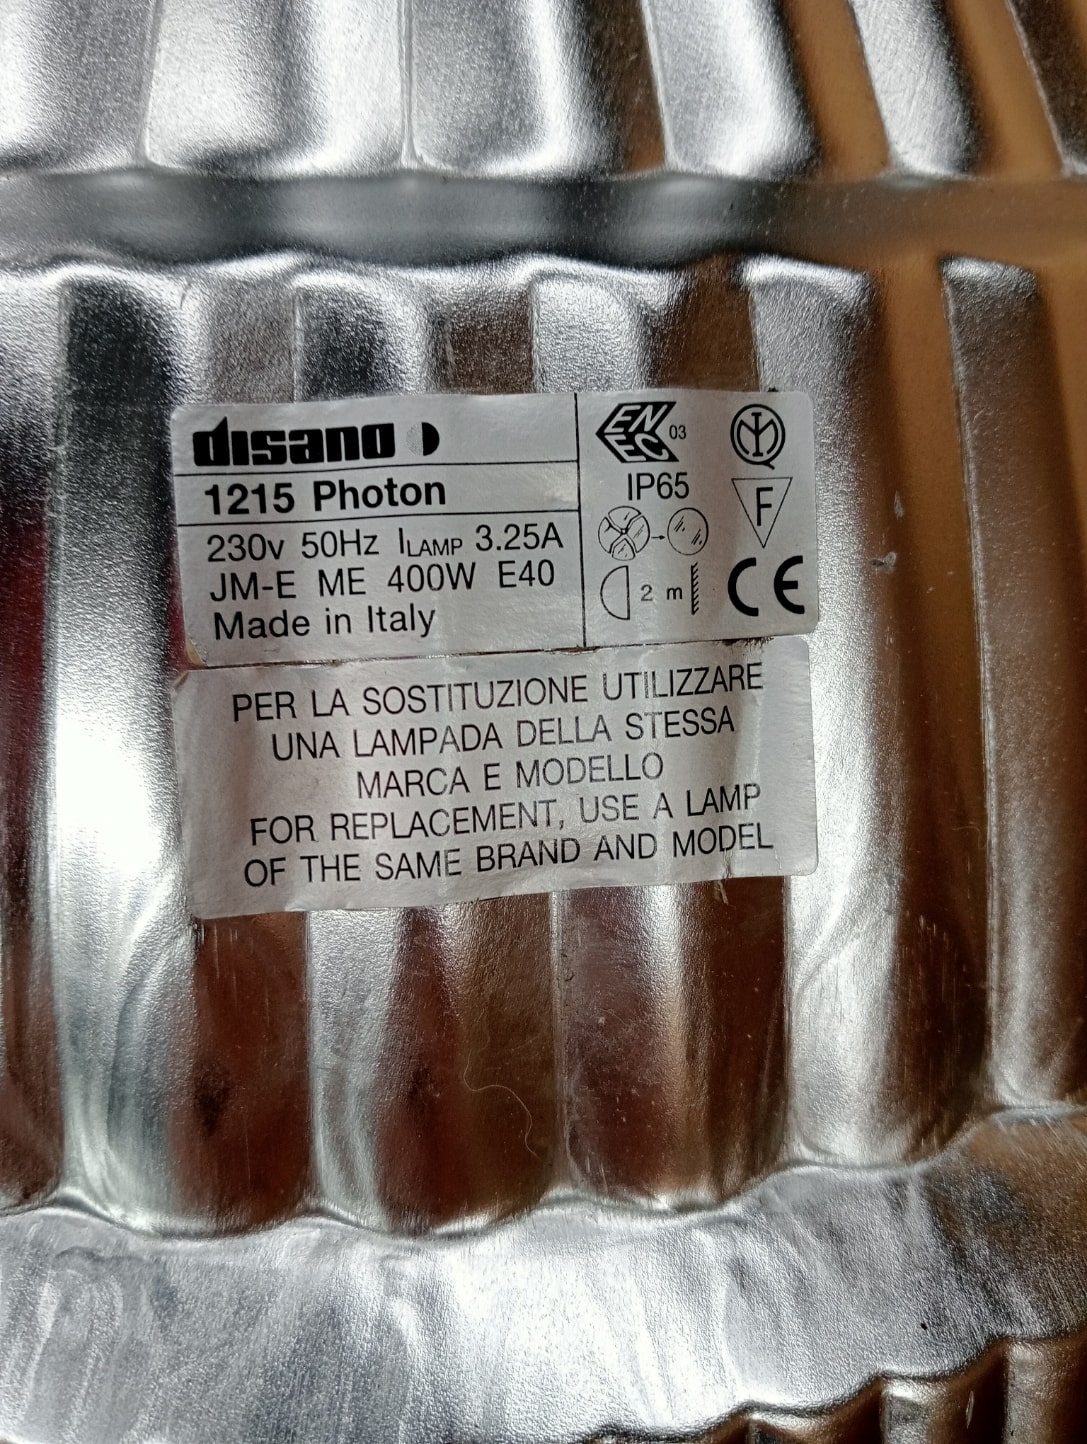 disano
1215 Photon
230v 50Hz ILAMP 3.25A
JM-E ME 400W E40
Made in Italy
ENEC 03
IP65
F
2 m
CE
PER LA SOSTITUZIONE UTILIZZARE
UNA LAMPADA DELLA STESSA
MARCA E MODELLO
FOR REPLACEMENT, USE A LAMP
OF THE SAME BRAND AND MODEL